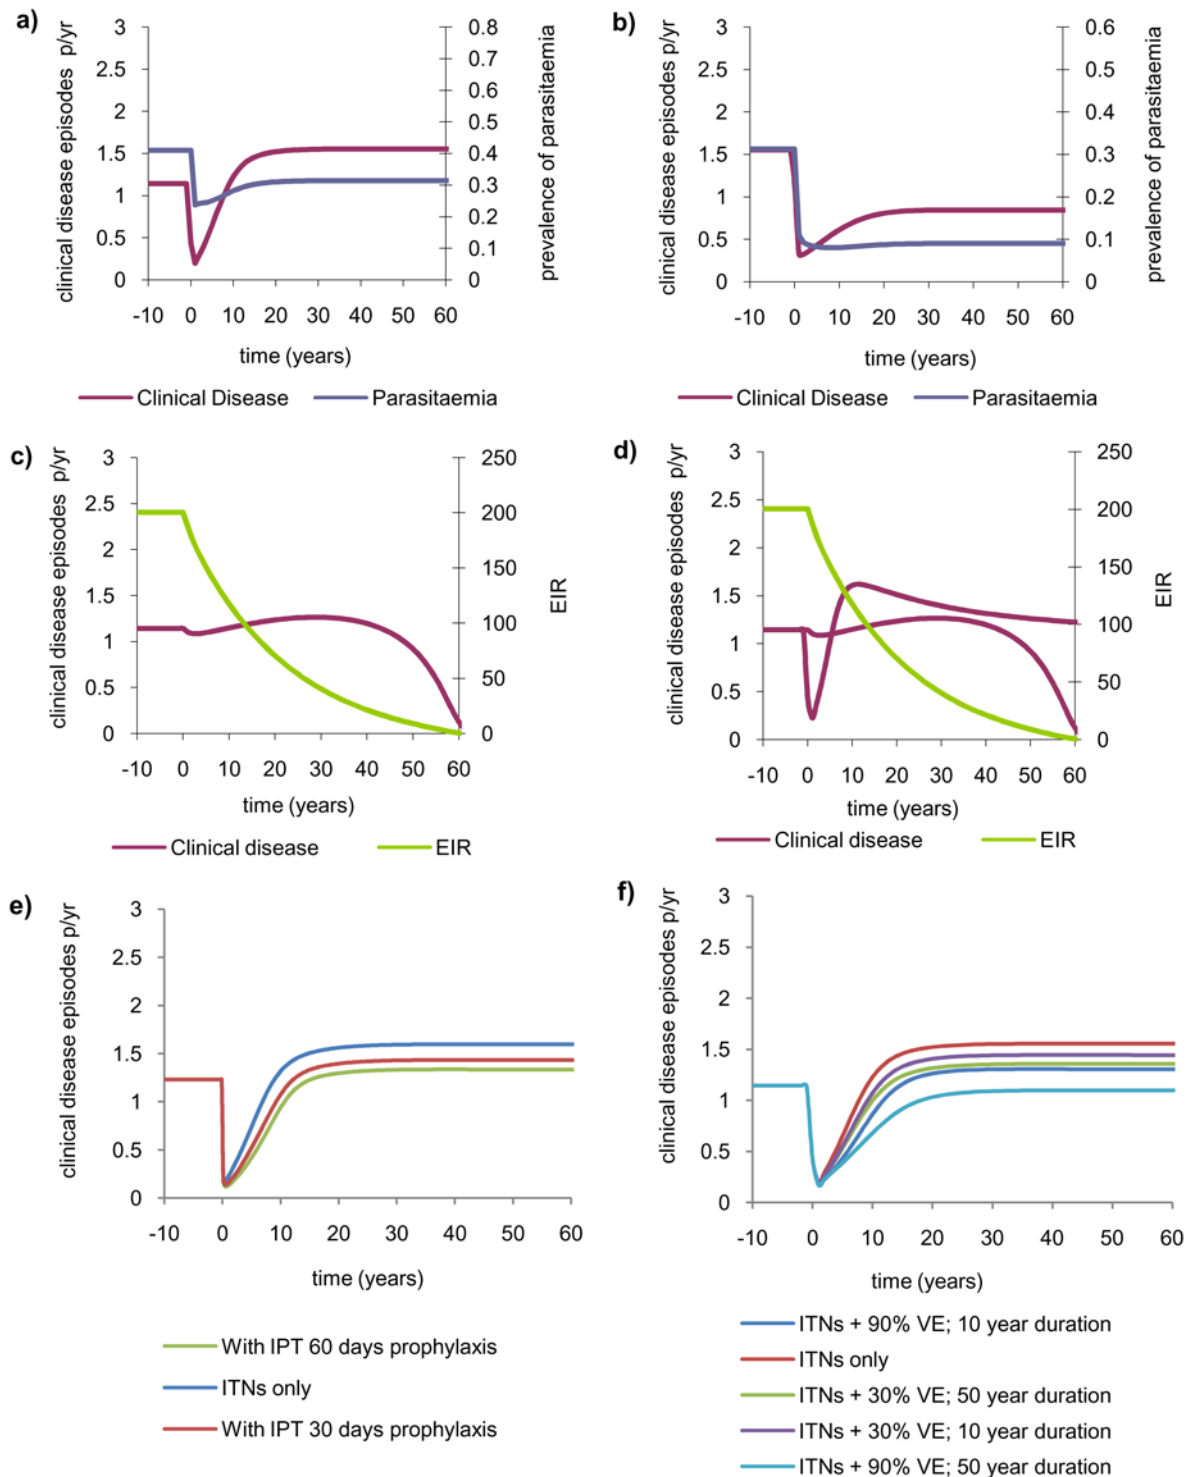 a)
clinical disease episodes p/yr
3
2.5
2
1.5
1
0.5
0
0.8
0.7
0.6
0.5
0.4
0.3
0.2
0.1
0
prevalence of parasitaemia
-10 0 10 20 30 40 50 60
time (years)
Clinical Disease Parasitaemia
b)
clinical disease episodes p/yr
3
2.5
2
1.5
1
0.5
0
0.6
0.5
0.4
0.3
0.2
0.1
0
prevalence of parasitaemia
-10 0 10 20 30 40 50 60
time (years)
Clinical Disease Parasitaemia
c)
clinical disease episodes p/yr
3
2.5
2
1.5
1
0.5
0
250
200
150
100
50
0
EIR
-10 0 10 20 30 40 50 60
time (years)
Clinical disease EIR
d)
clinical disease episodes p/yr
3
2.5
2
1.5
1
0.5
0
250
200
150
100
50
0
EIR
-10 0 10 20 30 40 50 60
time (years)
Clinical disease EIR
e)
clinical disease episodes p/yr
3
2.5
2
1.5
1
0.5
0
-10 0 10 20 30 40 50 60
time (years)
With IPT 60 days prophylaxis
ITNs only
With IPT 30 days prophylaxis
f)
clinical disease episodes p/yr
3
2.5
2
1.5
1
0.5
0
-10 0 10 20 30 40 50 60
time (years)
ITNs + 90% VE; 10 year duration
ITNs only
ITNs + 30% VE; 50 year duration
ITNs + 30% VE; 10 year duration
ITNs + 90% VE; 50 year duration